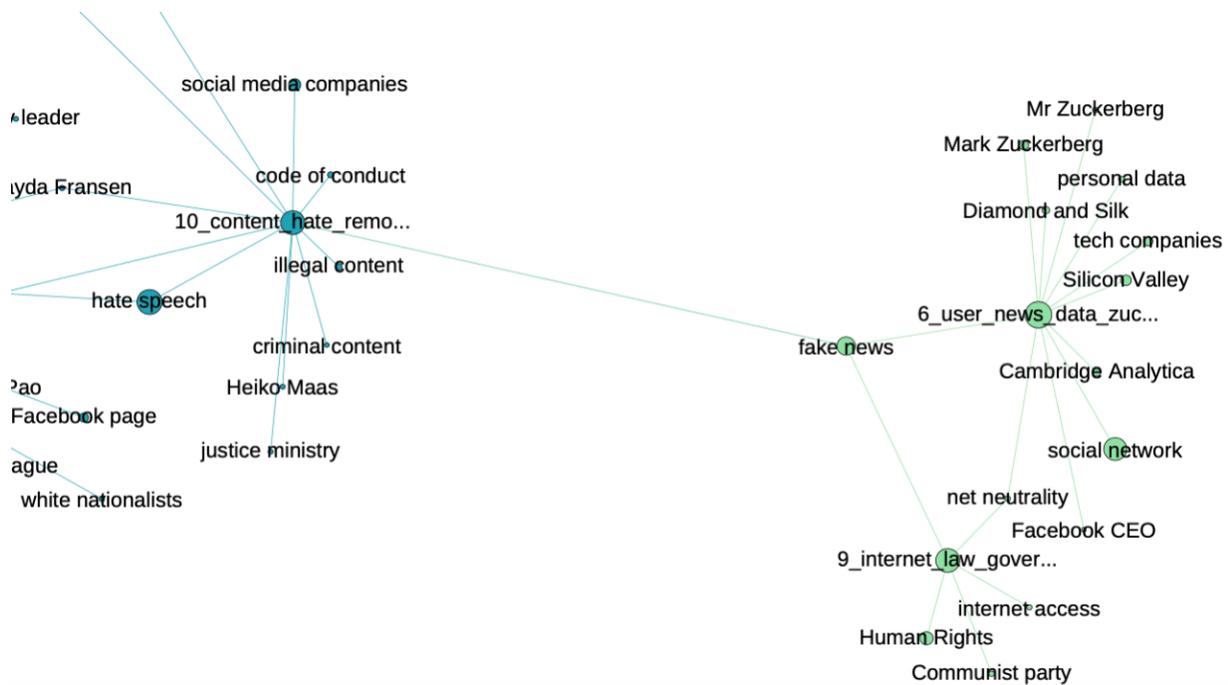 social media companies
leader
code of conduct
Fransen
10_content_hate_remo...
illegal content
hate speech
criminal content
Heiko Maas
Facebook page
justice ministry
white nationalists
Mr Zuckerberg
Mark Zuckerberg
personal data
Diamond and Silk
tech companies
Silicon Valley
6_user_news_data_zuc...
fake news
Cambridge Analytica
social network
net neutrality
Facebook CEO
9_internet_law_gover...
internet access
Human Rights
Communist party